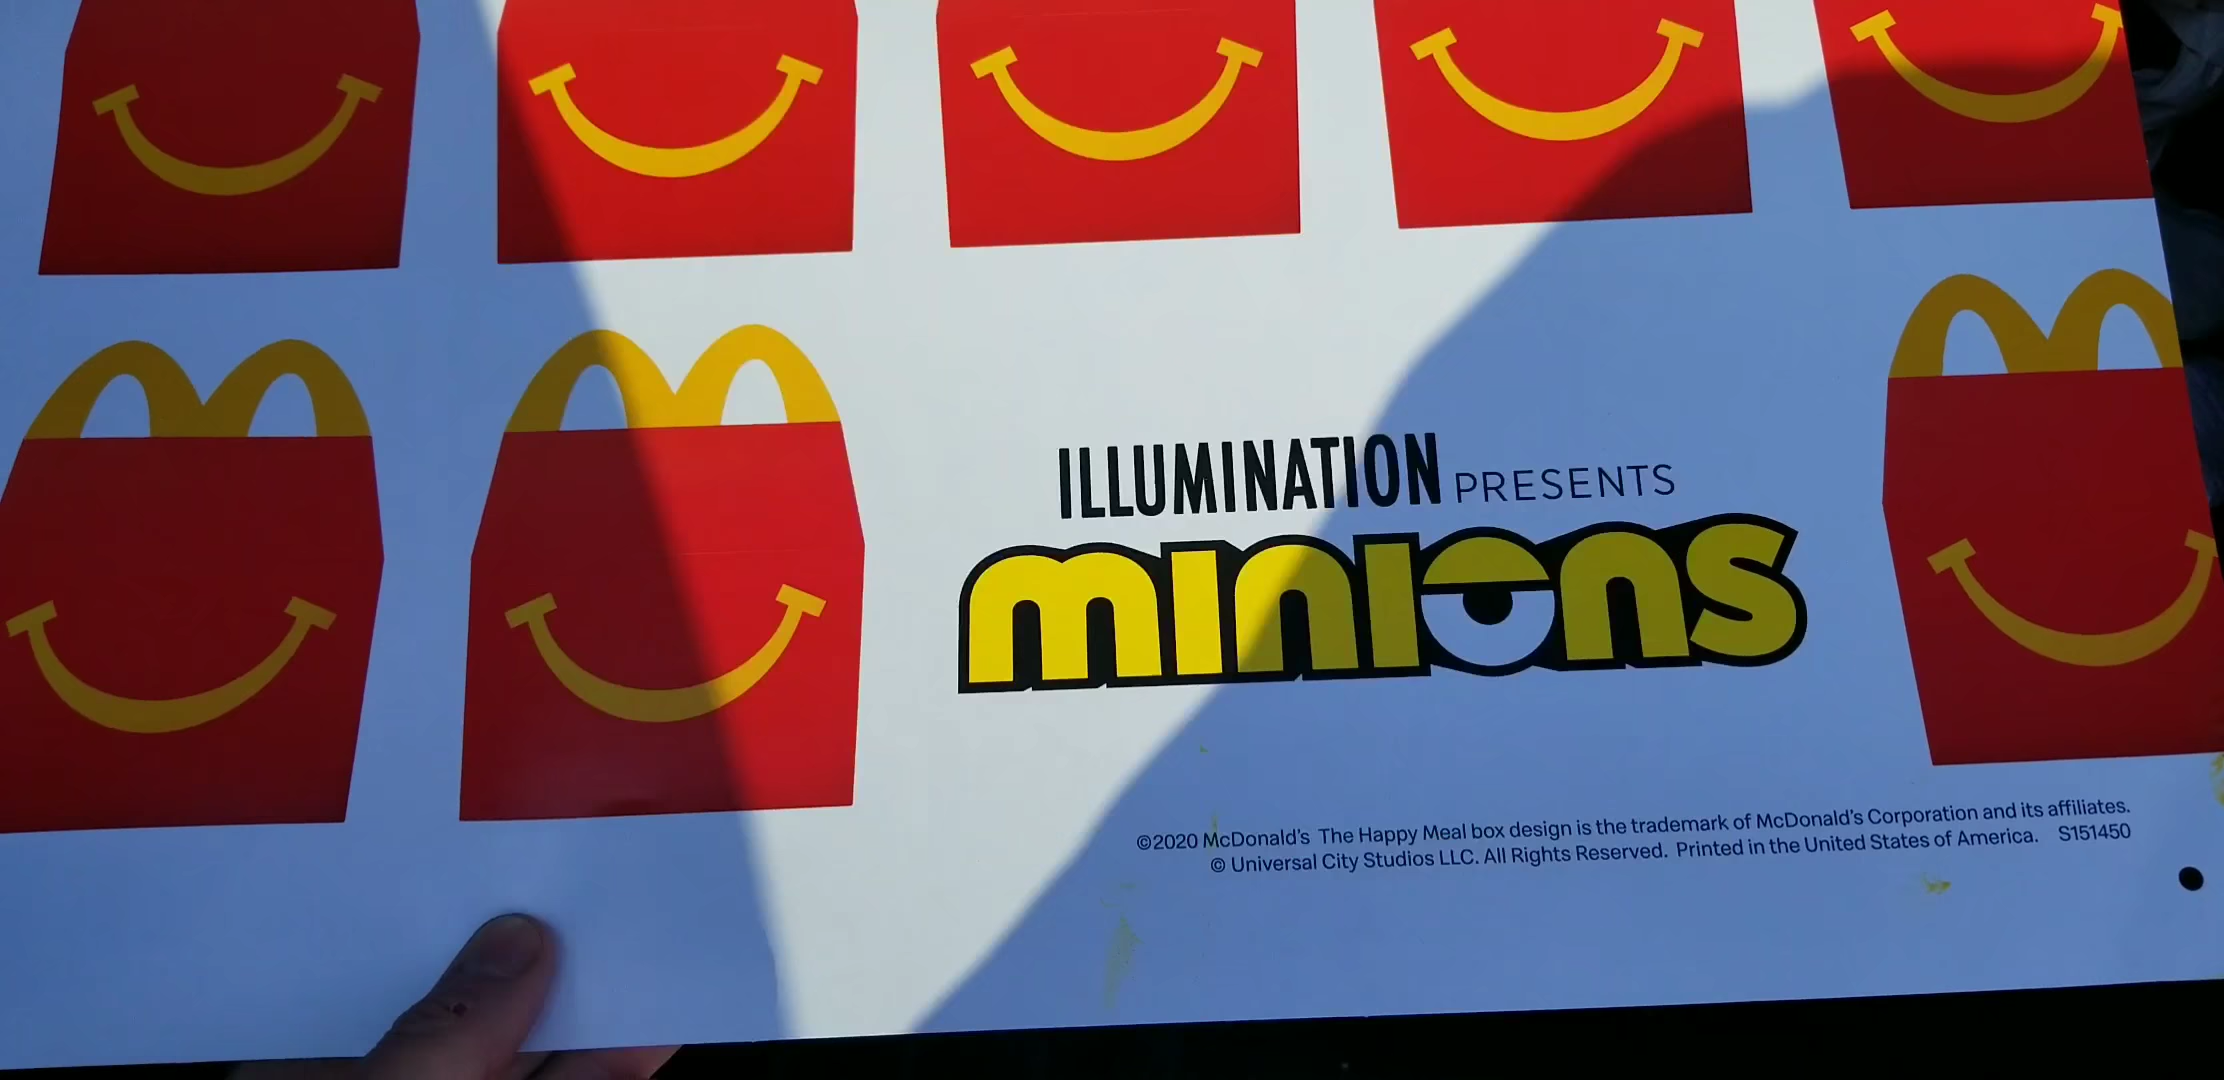 ILLUMINATION PRESENTS
minions
©2020 McDonald's The Happy Meal box design is the trademark of McDonald's Corporation and its affiliates.
© Universal City Studios LLC. All Rights Reserved. Printed in the United States of America. S151450